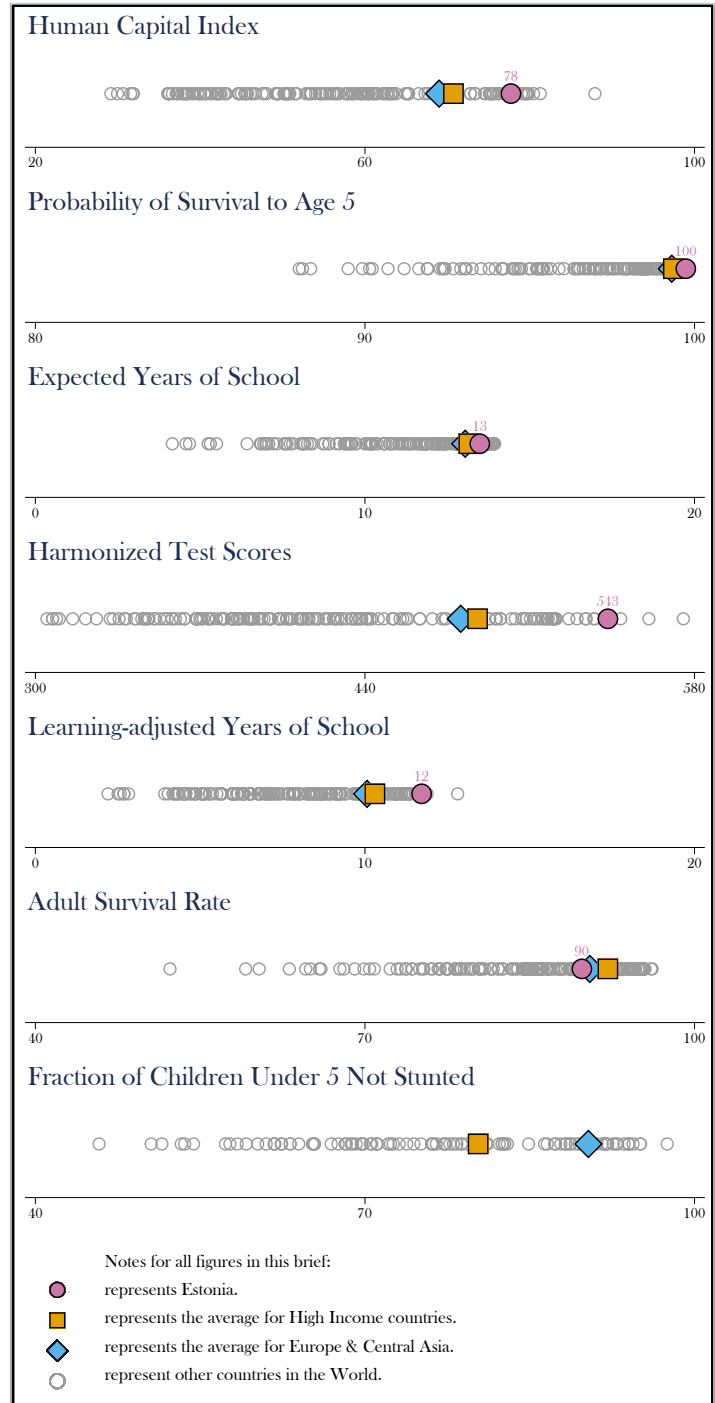 Human Capital Index
78
20 60 100
Probability of Survival to Age 5
100
80 90 100
Expected Years of School
13
0 10 20
Harmonized Test Scores
543
300 440 580
Learning-adjusted Years of School
12
0 10 20
Adult Survival Rate
90
40 70 100
Fraction of Children Under 5 Not Stunted
40 70 100
Notes for all figures in this brief:
represents Estonia.
represents the average for High Income countries.
represents the average for Europe & Central Asia.
represent other countries in the World.